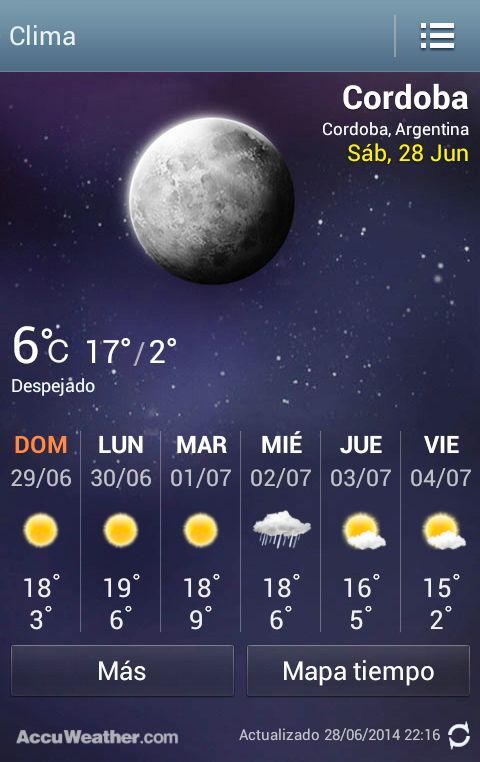 Clima
Cordoba
Cordoba, Argentina
Sáb, 28 Jun
6°C 17°/2°
Despejado
DOM LUN MAR MIÉ JUE VIE
29/06 30/06 01/07 02/07 03/07 04/07
18° 19° 18° 18° 16° 15°
3° 6° 9° 6° 5° 2°
Más Mapa tiempo
AccuWeather.com Actualizado 28/06/2014 22:16